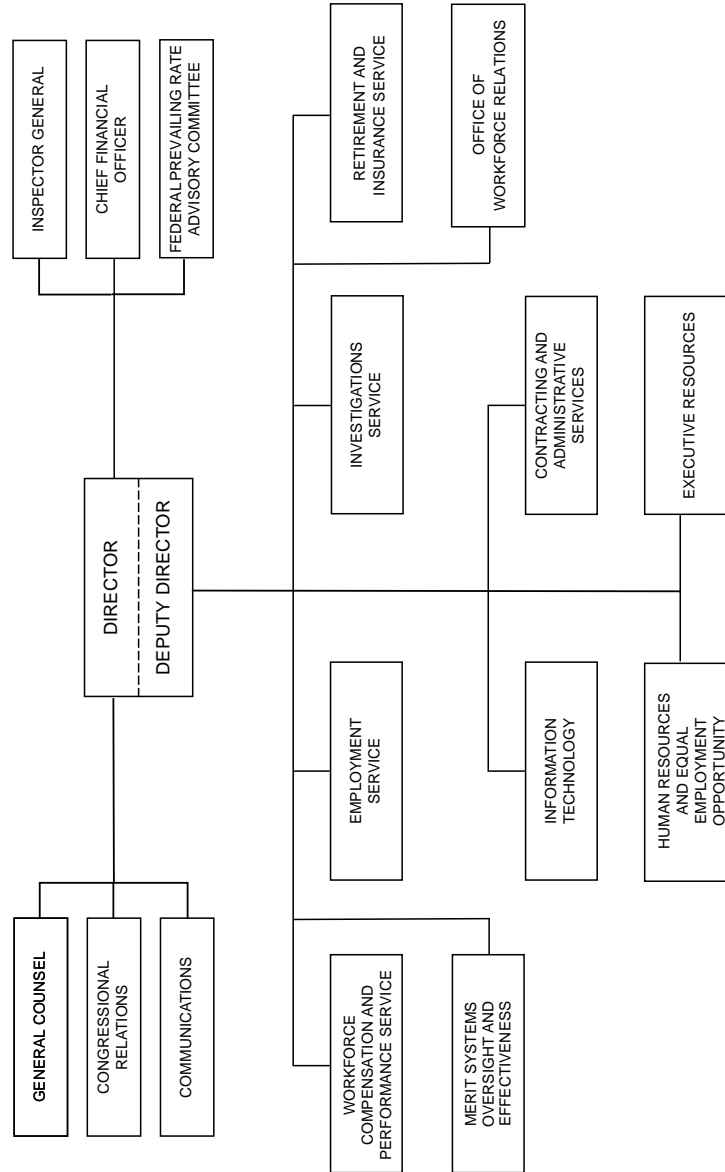 GENERAL COUNSEL
CONGRESSIONAL
RELATIONS
COMMUNICATIONS
DIRECTOR
DEPUTY DIRECTOR
INSPECTOR GENERAL
CHIEF FINANCIAL
OFFICER
FEDERAL PREVAILING RATE
ADVISORY COMMITTEE
WORKFORCE
COMPENSATION AND
PERFORMANCE SERVICE
EMPLOYMENT
SERVICE
INVESTIGATIONS
SERVICE
RETIREMENT AND
INSURANCE SERVICE
MERIT SYSTEMS
OVERSIGHT AND
EFFECTIVENESS
INFORMATION
TECHNOLOGY
CONTRACTING AND
ADMINISTRATIVE
SERVICES
OFFICE OF
WORKFORCE RELATIONS
HUMAN RESOURCES
AND EQUAL
EMPLOYMENT
OPPORTUNITY
EXECUTIVE RESOURCES